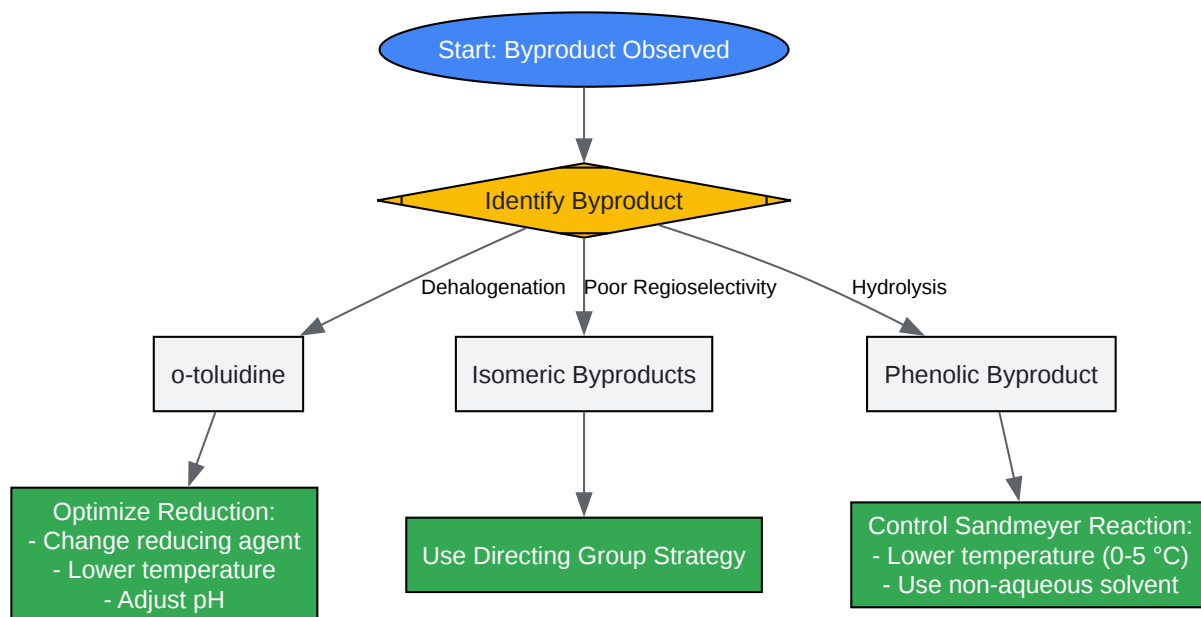 Start: Byproduct Observed
Identify Byproduct
Dehalogenation
Poor Regioselectivity
Hydrolysis
o-toluidine
Isomeric Byproducts
Phenolic Byproduct
Optimize Reduction:
- Change reducing agent
- Lower temperature
- Adjust pH
Use Directing Group Strategy
Control Sandmeyer Reaction:
- Lower temperature (0-5 °C)
- Use non-aqueous solvent